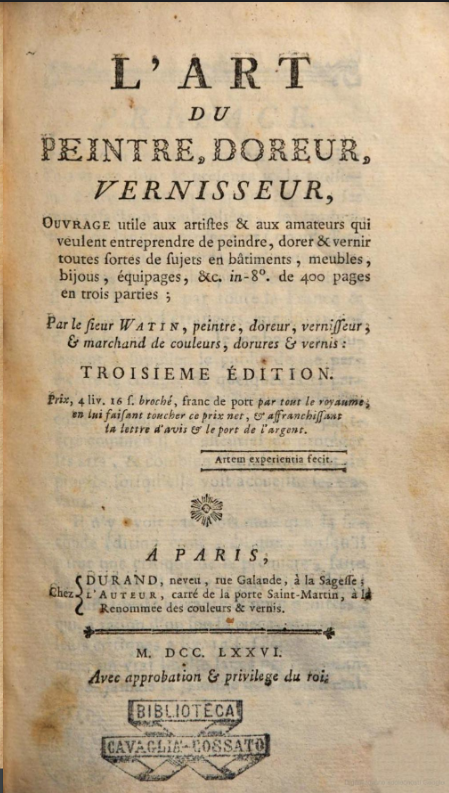 L'ART
DU
PEINTRE, DOREUR,
VERNISSEUR,
OUVRAGE utile aux artiſtes & aux amateurs qui
veulent entreprendre de peindre, dorer & vernir
toutes ſortes de ſujets en bâtiments, meubles,
bijous, équipages, &c. in-8°. de 400 pages
en trois parties ;
Par le ſieur WATIN, peintre, doreur, verniſſeur ;
& marchand de couleurs, dorures & vernis :
TROISIEME ÉDITION.
Prix, 4 liv. 16 ſ. broché, franc de port par tout le royaume ;
en lui faiſant toucher ce prix net, & affranchiſſant
la lettre d'avis & le port de l'argent.
Artem experientia fecit.
A PARIS,
Chez { DURAND, neveu, rue Galande, à la Sageſſe ;
L'AUTEUR, carré de la porte Saint-Martin, à la
Renommée des couleurs & vernis.
M. DCC. LXXVI.
Avec approbation & privilege du roi.
BIBLIOTECA
CAVAGLIA-COSSATO